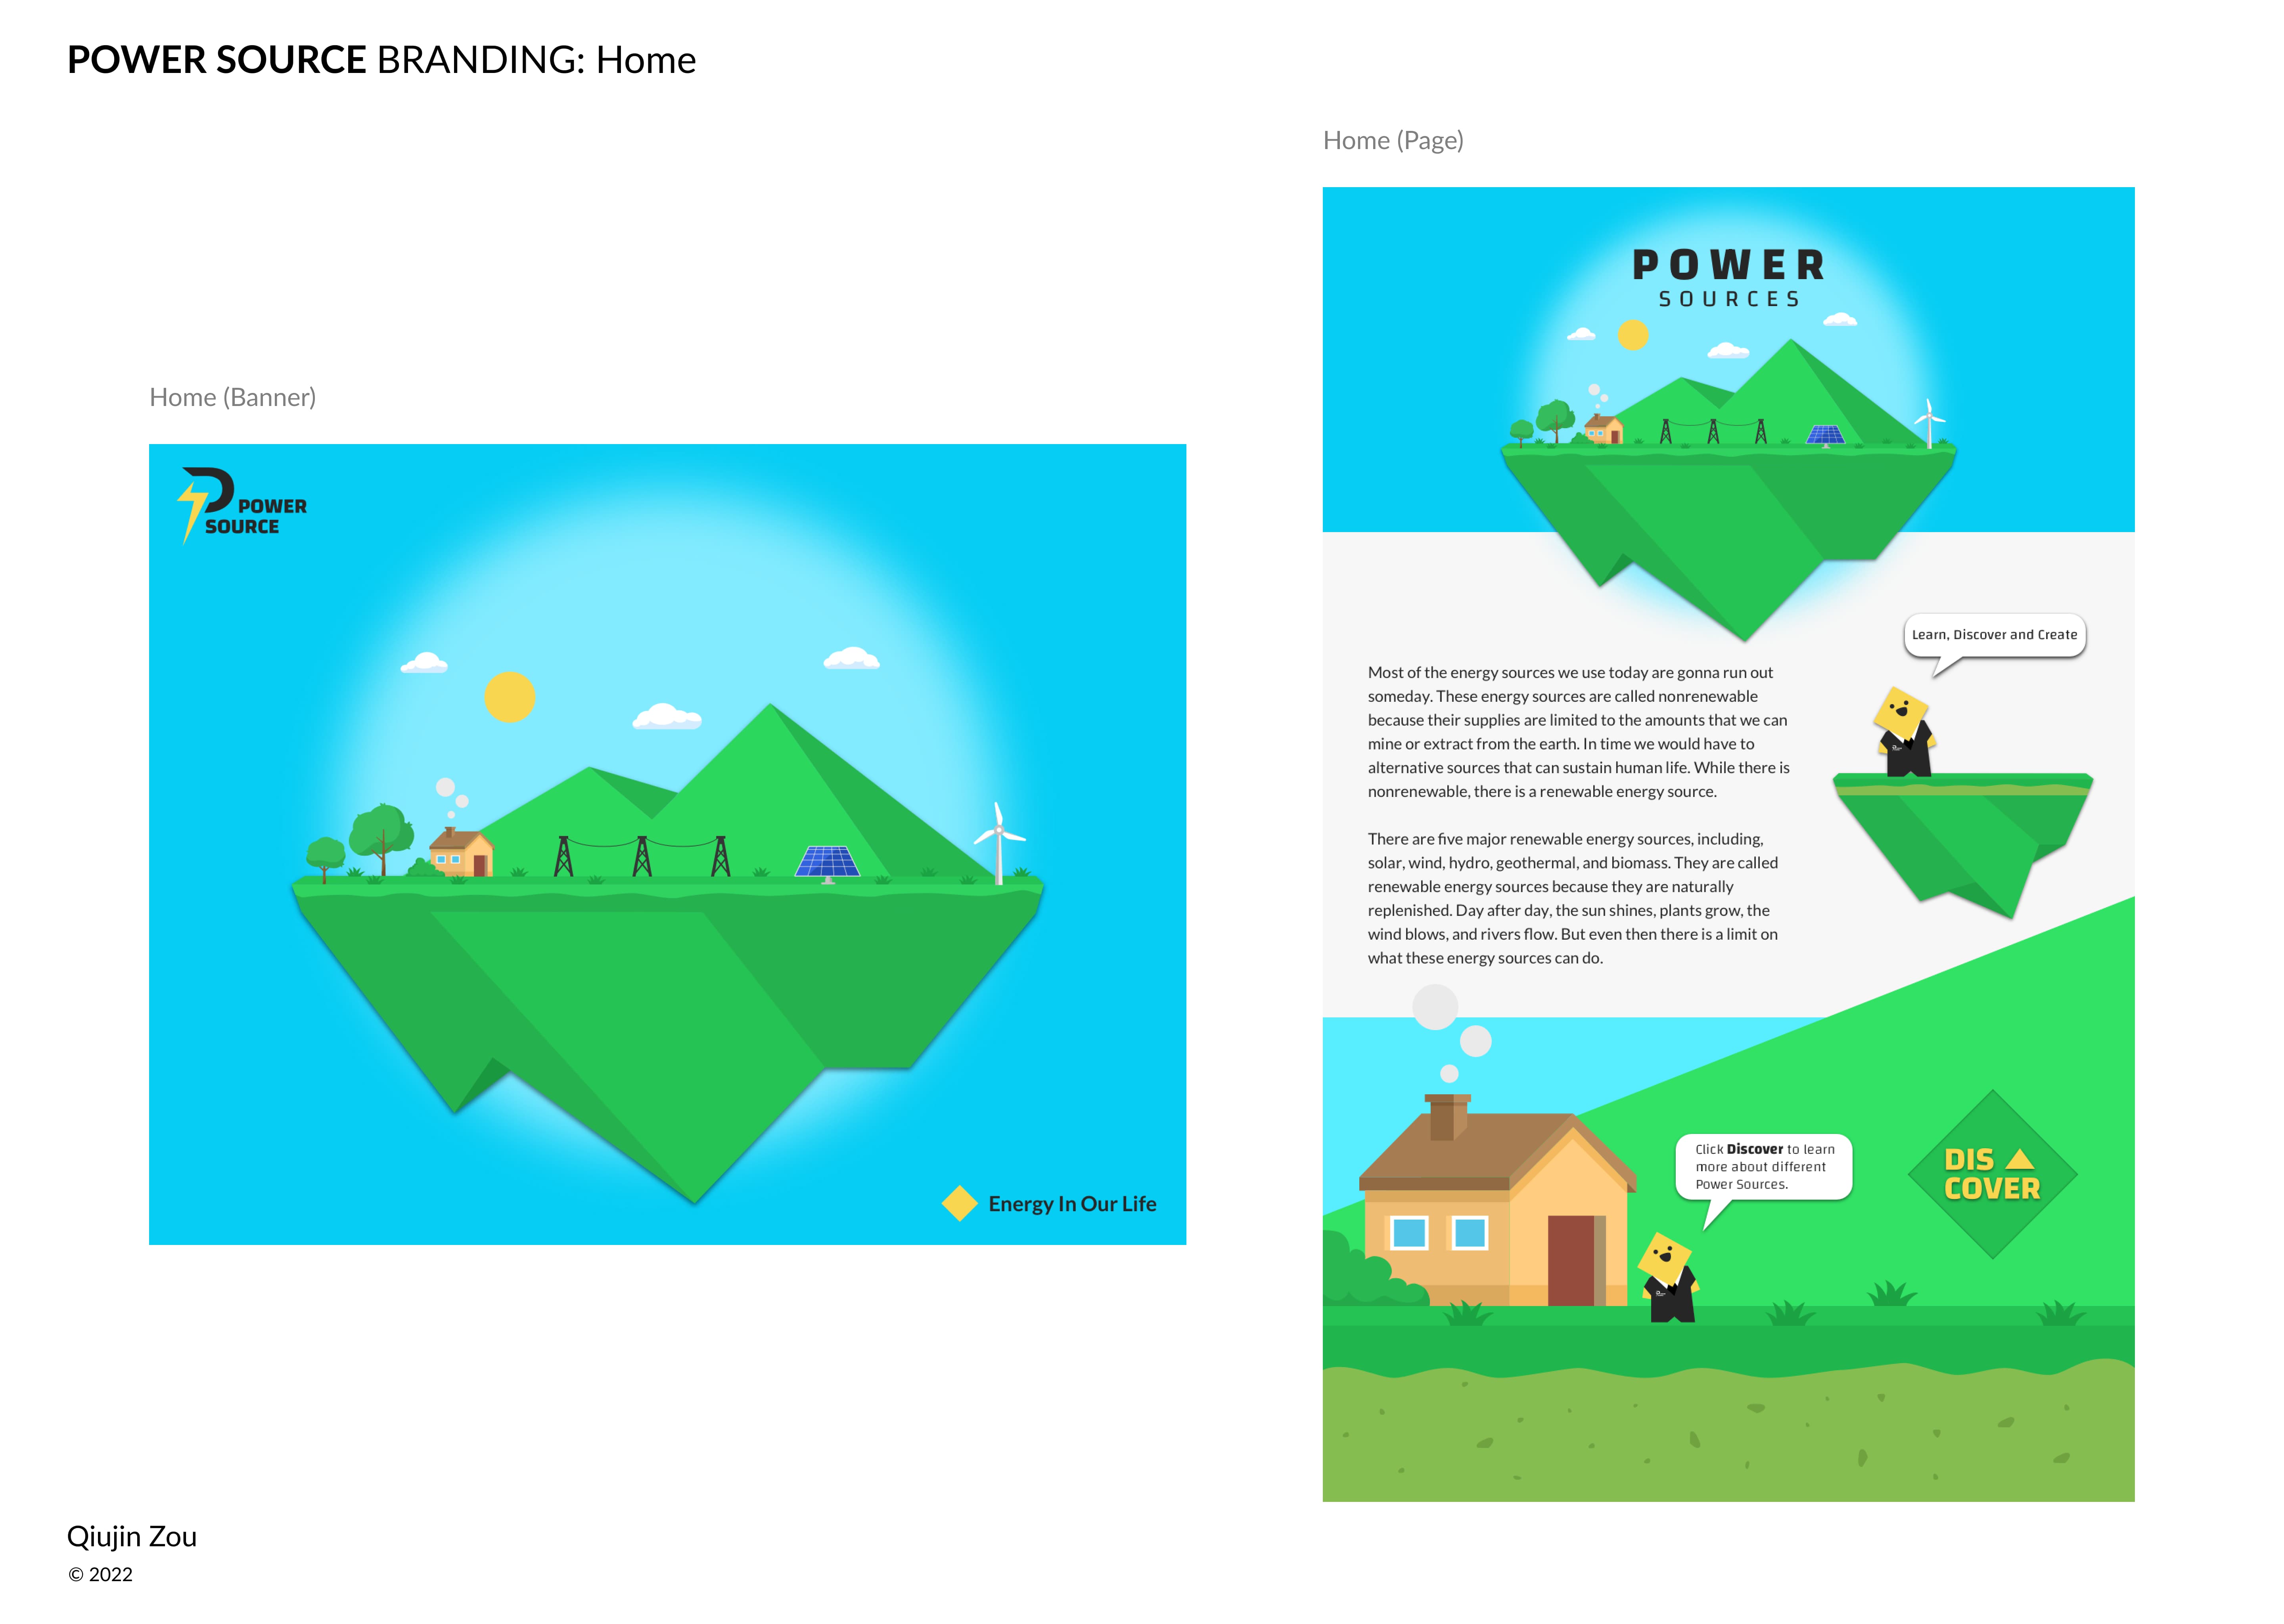 POWER SOURCE BRANDING: Home
Home (Banner)
POWER
SOURCE
Energy In Our Life
Home (Page)
POWER
SOURCES
Learn, Discover and Create
Most of the energy sources we use today are gonna run out
someday. These energy sources are called nonrenewable
because their supplies are limited to the amounts that we can
mine or extract from the earth. In time we would have to
alternative sources that can sustain human life. While there is
nonrenewable, there is a renewable energy source.
There are five major renewable energy sources, including,
solar, wind, hydro, geothermal, and biomass. They are called
renewable energy sources because they are naturally
replenished. Day after day, the sun shines, plants grow, the
wind blows, and rivers flow. But even then there is a limit on
what these energy sources can do.
Click Discover to learn
more about different
Power Sources.
DIS
COVER
Qiujin Zou
© 2022